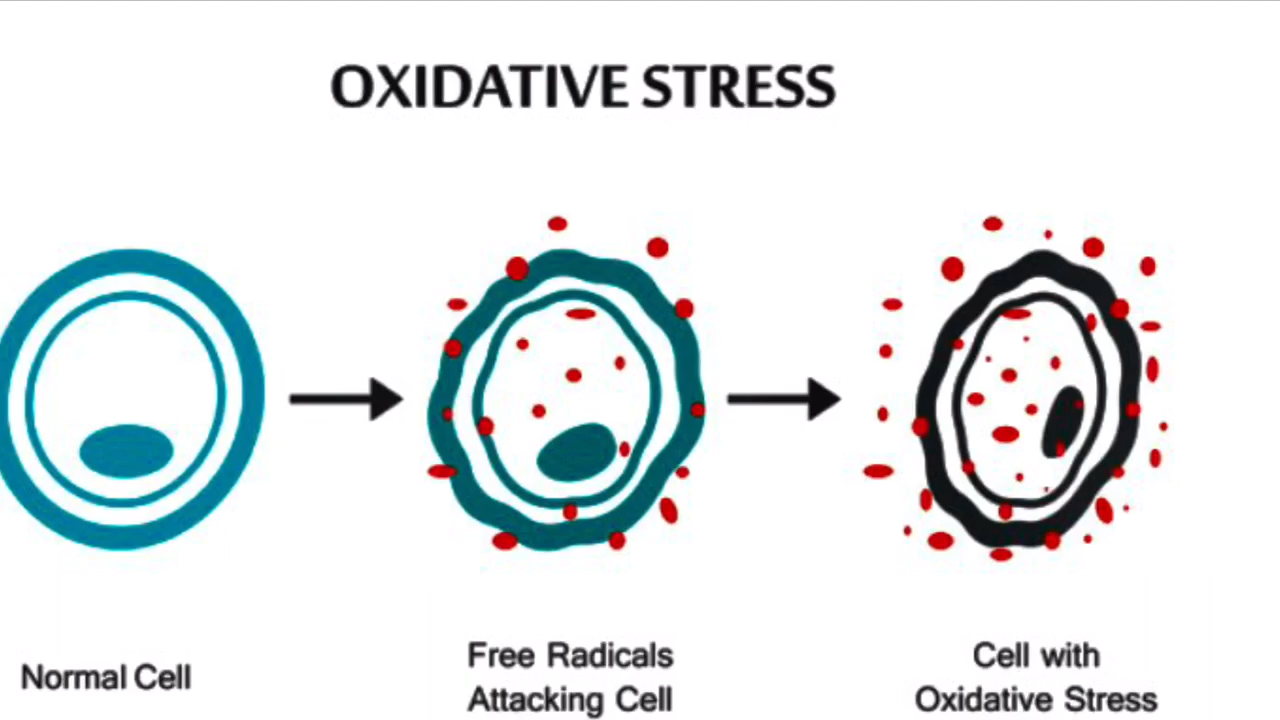 OXIDATIVE STRESS
Normal Cell
Free Radicals
Attacking Cell
Cell with
Oxidative Stress